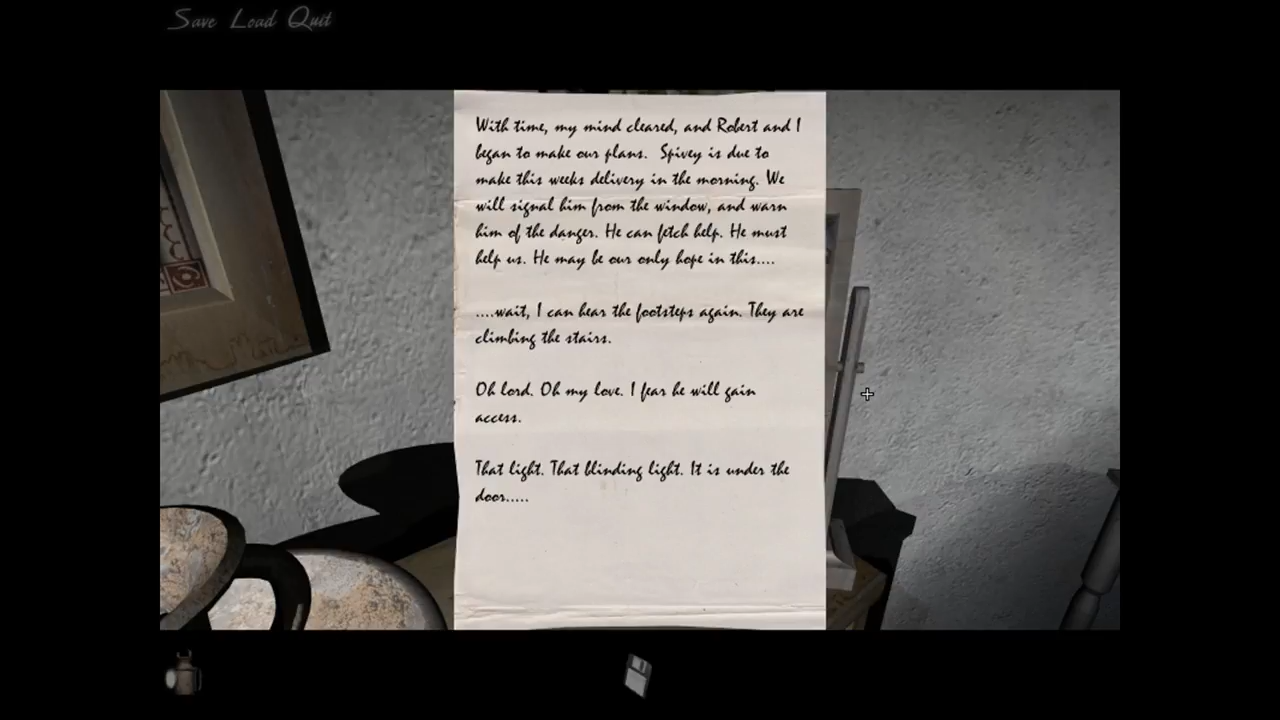 Save Load Quit
With time, my mind cleared, and Robert and I
began to make our plans.  Spivey is due to
make this weeks delivery in the morning. We
will signal him from the window, and warn
him of the danger. He can fetch help. He must
help us. He may be our only hope in this....
....wait, I can hear the footsteps again. They are
climbing the stairs.
Oh lord. Oh my love. I fear he will gain
access.
That light. That blinding light. It is under the
door.....